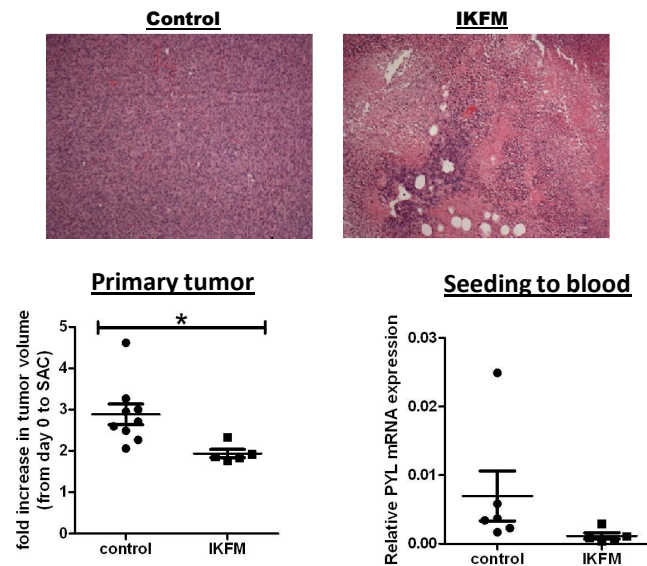 Control
IKFM
Primary tumor
*
fold increase in tumor volume
(from day 0 to SAC)
5
4
3
2
1
0
control
IKFM
Seeding to blood
Relative PYL mRNA expression
0.03
0.02
0.01
0.00
control
IKFM